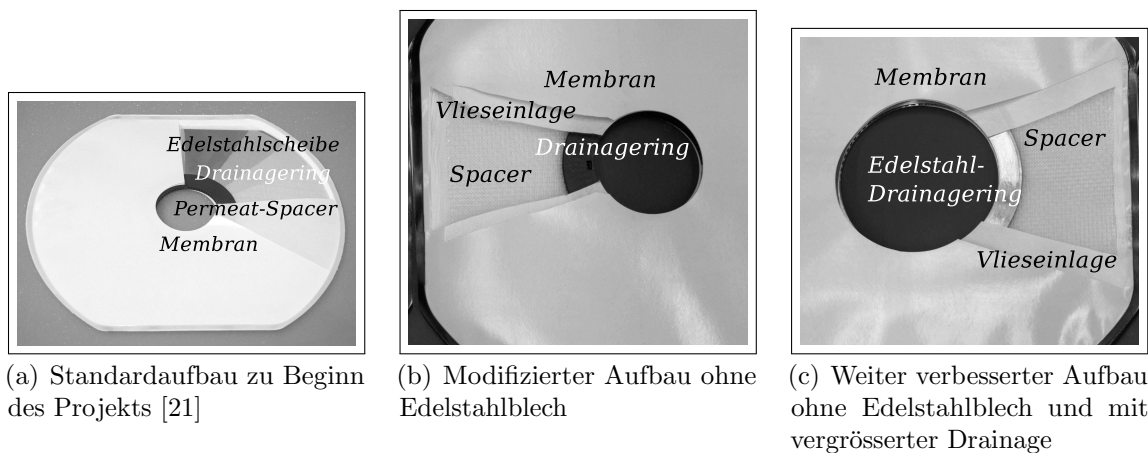 Edelstahlscheibe
Drainagering
Permeat-Spacer
Membran
(a) Standardaufbau zu Beginn
des Projekts [21]
Membran
Vlieseinlage
Drainagering
Spacer
(b) Modifizierter Aufbau ohne
Edelstahlblech
Membran
Spacer
Edelstahl-
Drainagering
Vlieseinlage
(c) Weiter verbesserter Aufbau
ohne Edelstahlblech und mit
vergrösserter Drainage